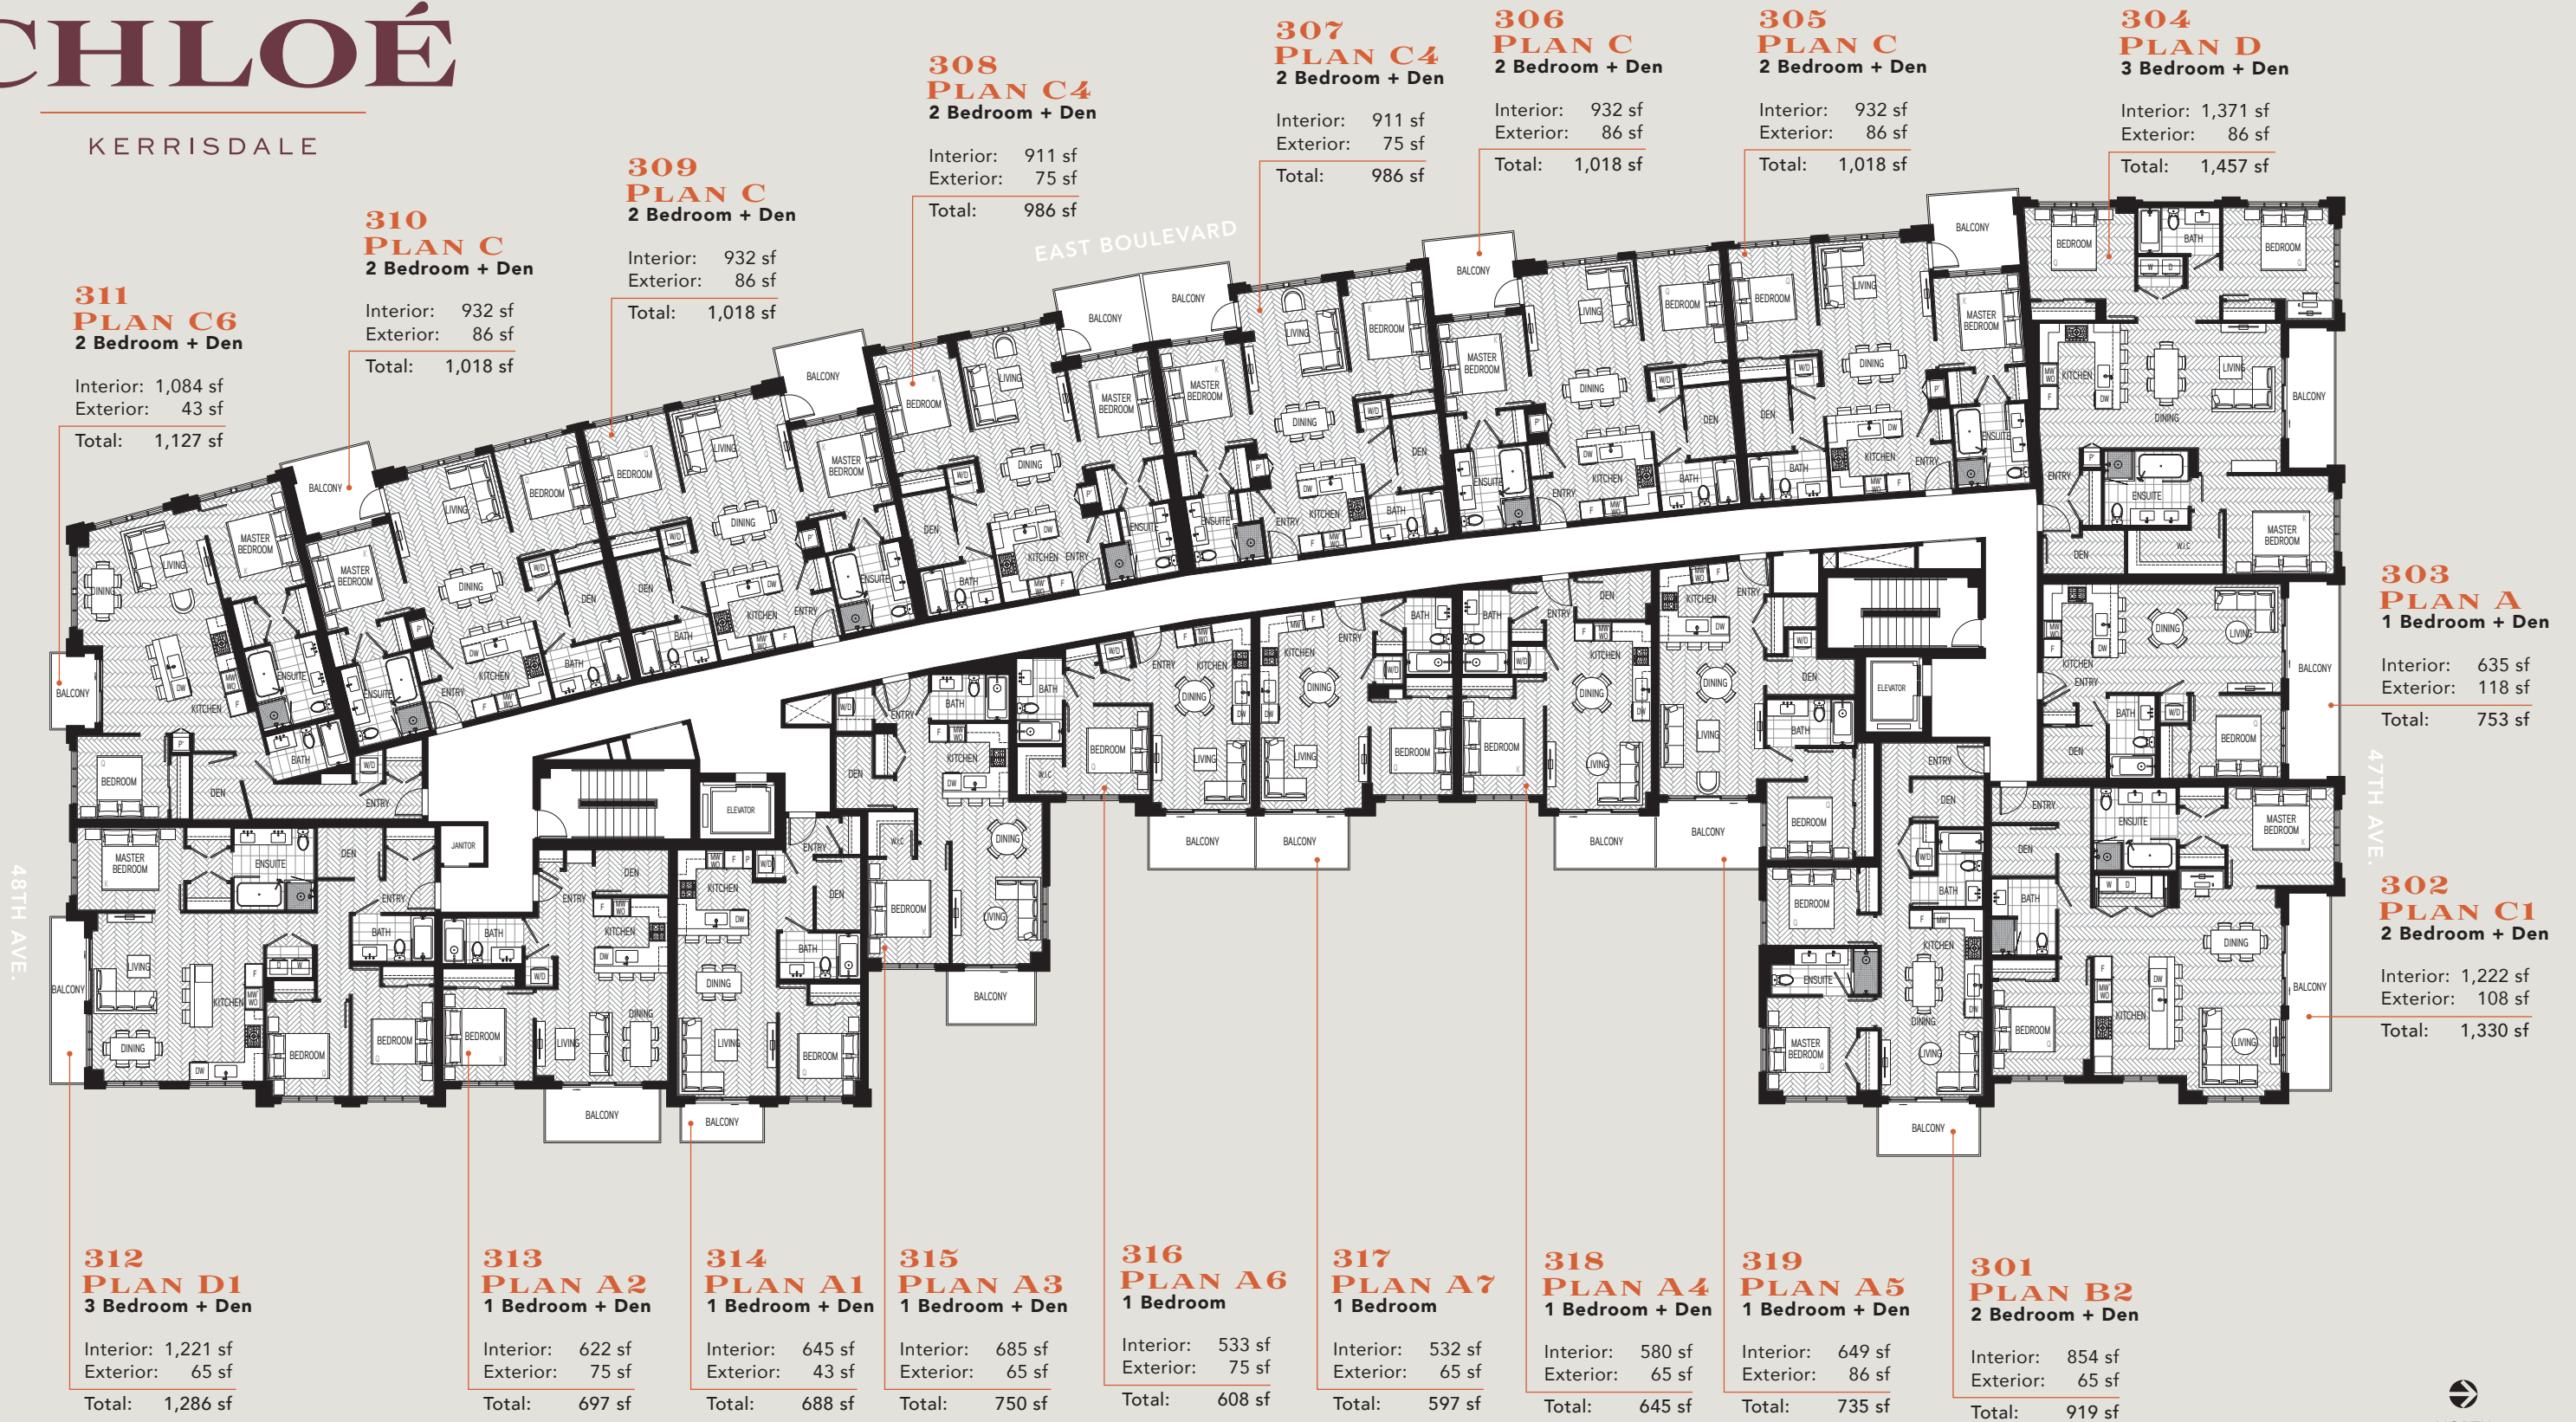 CHLOÉ
KERRISDALE
311
PLAN C6
2 Bedroom + Den
Interior: 1,084 sf
Exterior: 43 sf
Total: 1,127 sf
310
PLAN C
2 Bedroom + Den
Interior: 932 sf
Exterior: 86 sf
Total: 1,018 sf
309
PLAN C
2 Bedroom + Den
Interior: 932 sf
Exterior: 86 sf
Total: 1,018 sf
308
PLAN C4
2 Bedroom + Den
Interior: 911 sf
Exterior: 75 sf
Total: 986 sf
307
PLAN C4
2 Bedroom + Den
Interior: 911 sf
Exterior: 75 sf
Total: 986 sf
306
PLAN C
2 Bedroom + Den
Interior: 932 sf
Exterior: 86 sf
Total: 1,018 sf
305
PLAN C
2 Bedroom + Den
Interior: 932 sf
Exterior: 86 sf
Total: 1,018 sf
304
PLAN D
3 Bedroom + Den
Interior: 1,371 sf
Exterior: 86 sf
Total: 1,457 sf
EAST BOULEVARD
303
PLAN A
1 Bedroom + Den
Interior: 635 sf
Exterior: 118 sf
Total: 753 sf
47TH AVE.
302
PLAN C1
2 Bedroom + Den
Interior: 1,222 sf
Exterior: 108 sf
Total: 1,330 sf
48TH AVE.
JANITOR
ELEVATOR
ELEVATOR
BALCONY
LIVING
DINING
KITCHEN
MASTER
BEDROOM
BEDROOM
ENSUITE
BATH
DEN
ENTRY
W.I.C
312
PLAN D1
3 Bedroom + Den
Interior: 1,221 sf
Exterior: 65 sf
Total: 1,286 sf
313
PLAN A2
1 Bedroom + Den
Interior: 622 sf
Exterior: 75 sf
Total: 697 sf
314
PLAN A1
1 Bedroom + Den
Interior: 645 sf
Exterior: 43 sf
Total: 688 sf
315
PLAN A3
1 Bedroom + Den
Interior: 685 sf
Exterior: 65 sf
Total: 750 sf
316
PLAN A6
1 Bedroom
Interior: 533 sf
Exterior: 75 sf
Total: 608 sf
317
PLAN A7
1 Bedroom
Interior: 532 sf
Exterior: 65 sf
Total: 597 sf
318
PLAN A4
1 Bedroom + Den
Interior: 580 sf
Exterior: 65 sf
Total: 645 sf
319
PLAN A5
1 Bedroom + Den
Interior: 649 sf
Exterior: 86 sf
Total: 735 sf
301
PLAN B2
2 Bedroom + Den
Interior: 854 sf
Exterior: 65 sf
Total: 919 sf